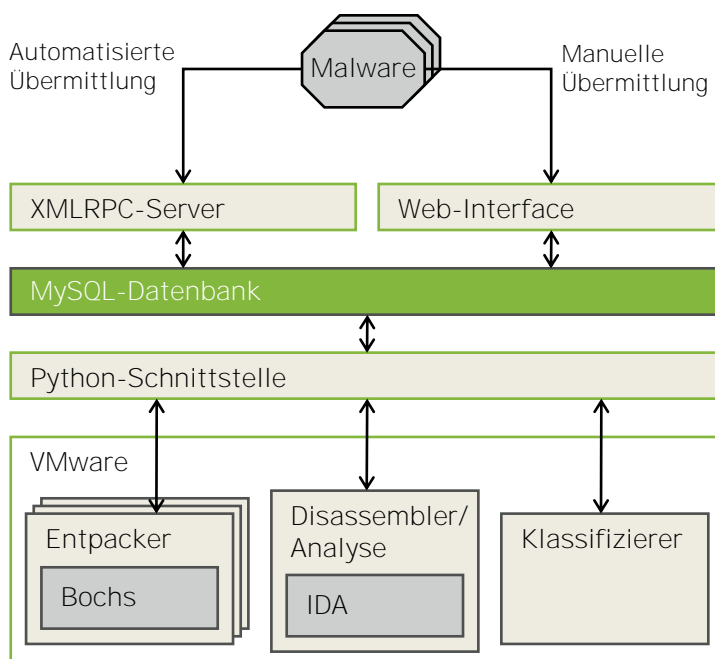 Automatisierte
Übermittlung
Malware
Manuelle
Übermittlung
XMLRPC-Server
Web-Interface
MySQL-Datenbank
Python-Schnittstelle
VMware
Entpacker
Bochs
Disassembler/
Analyse
IDA
Klassifizierer